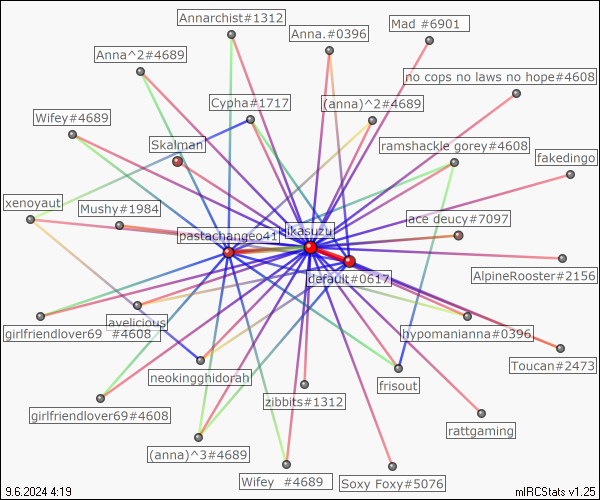 Annarchist#1312
Anna.#0396
Mad #6901
Anna^2#4689
no cops no laws no hope#4608
Cypha#1717
(anna)^2#4689
Wifey#4689
Skalman
ramshackle gorey#4608
fakedingo
xenoyaut
Mushy#1984
ace deucy#7097
pastachangeo41
ikasuzu
default#0617
AlpineRooster#2156
avelicious
girlfriendlover69 #4608
hypomanianna#0396
Toucan#2473
neokingghidorah
frisout
zibbits#1312
girlfriendlover69#4608
rattgaming
(anna)^3#4689
Wifey #4689
Soxy Foxy#5076
9.6.2024 4:19
mIRCStats v1.25